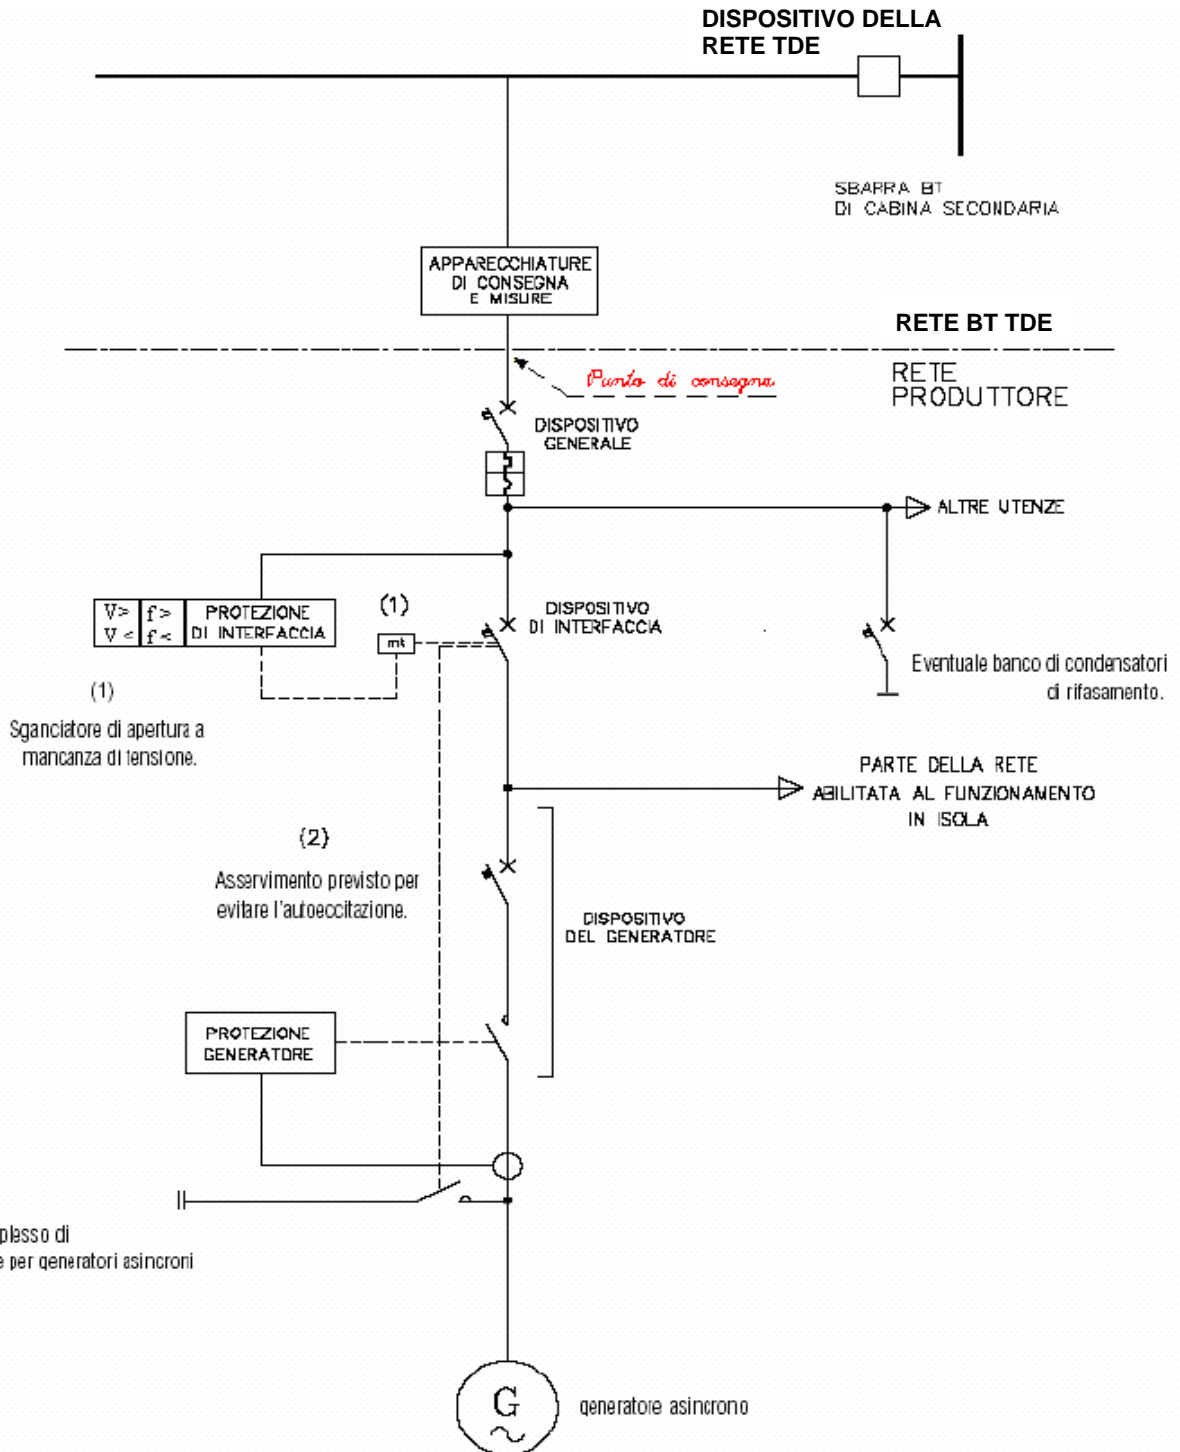 DISPOSITIVO DELLA
RETE TDE
SBARRA BT
DI CABINA SECONDARIA
APPARECCHIATURE
DI CONSEGNA
E MISURE
RETE BT TDE
Punto di consegna
RETE
PRODUTTORE
DISPOSITIVO
GENERALE
ALTRE UTENZE
V> f> PROTEZIONE
V< f< DI INTERFACCIA
(1)
mt
DISPOSITIVO
DI INTERFACCIA
Eventuale banco di condensatori
di rifasamento.
(1)
Sganciatore di apertura a
mancanza di tensione.
PARTE DELLA RETE
ABILITATA AL FUNZIONAMENTO
IN ISOLA
(2)
Asservimento previsto per
evitare l'autoeccitazione.
DISPOSITIVO
DEL GENERATORE
PROTEZIONE
GENERATORE
plesso di
e per generatori asincroni
G
~
generatore asincrono